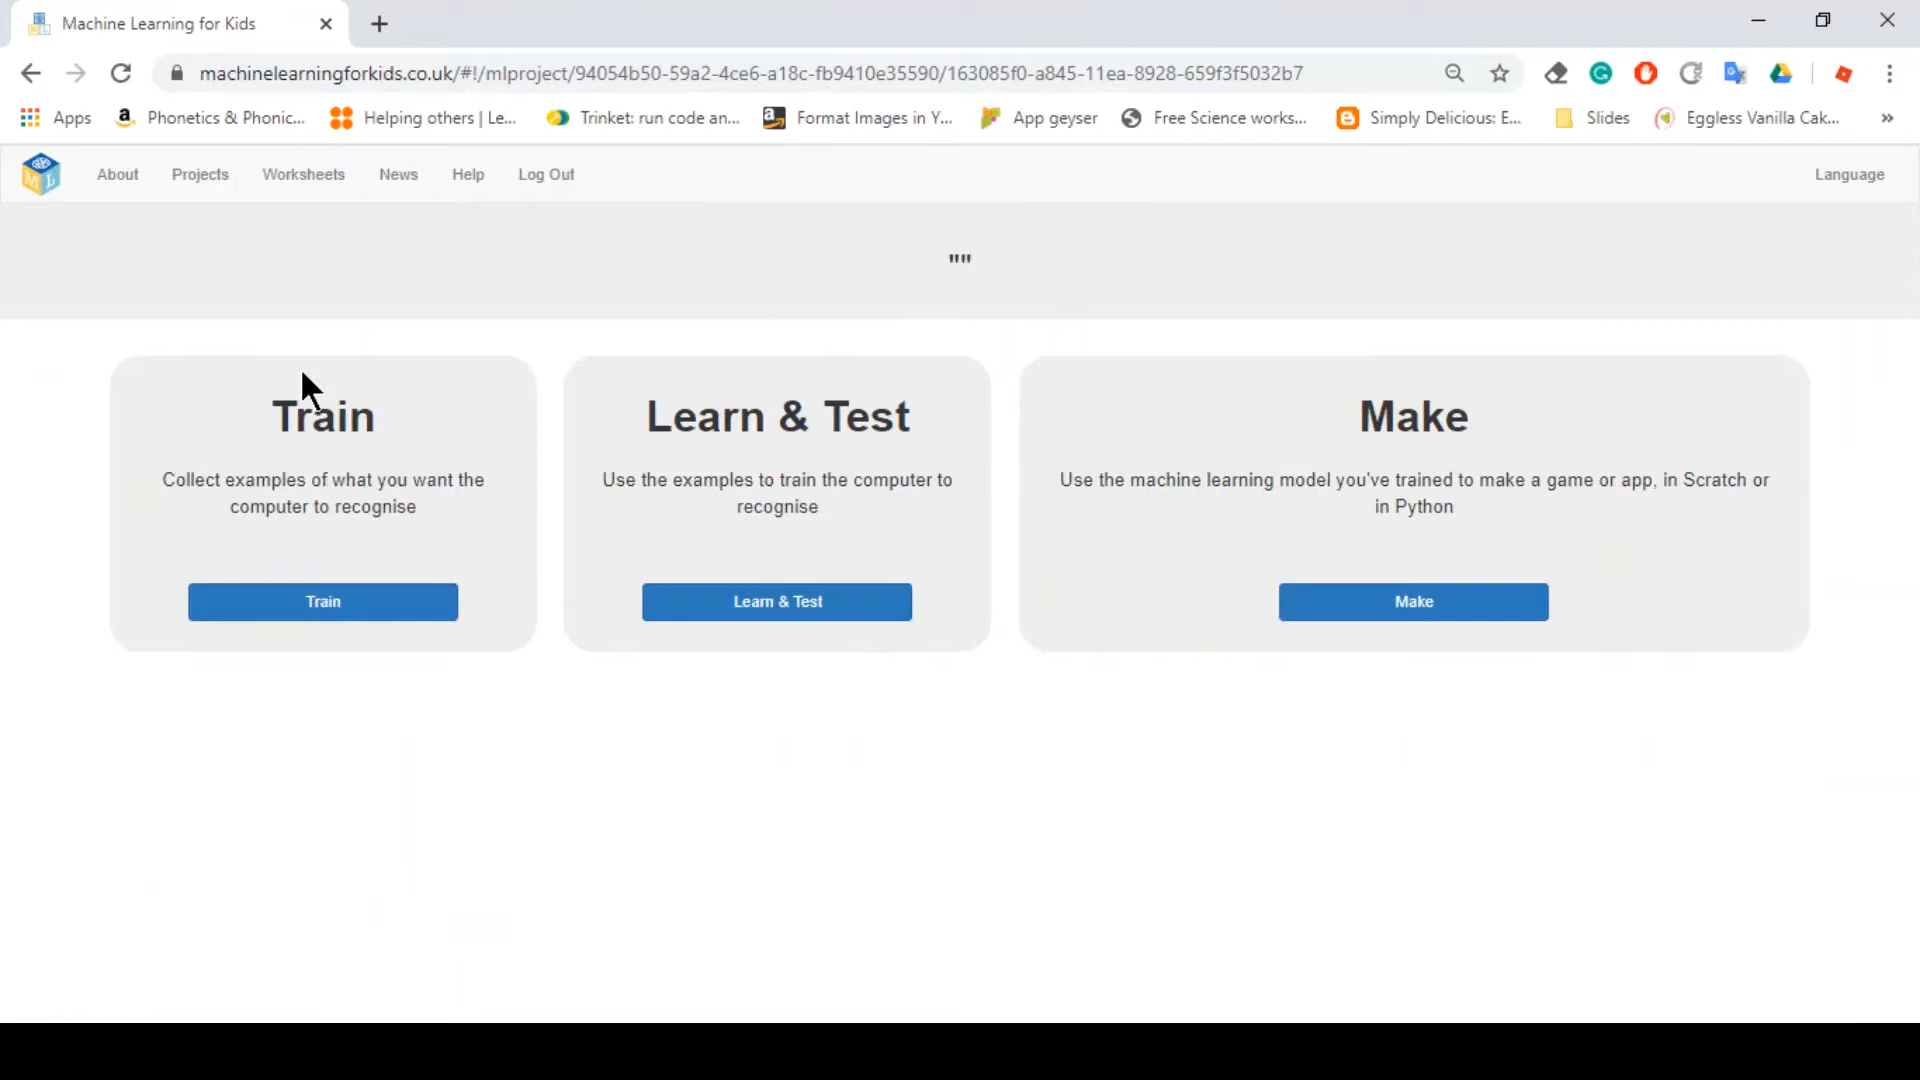 Machine Learning for Kids
machinelearningforkids.co.uk/#!/mlproject/94054b50-59a2-4ce6-a18c-fb9410e35590/163085f0-a845-11ea-8928-659f3f5032b7
Apps Phonetics & Phonic... Helping others | Le... Trinket: run code an... Format Images in Y... App geyser Free Science works... Simply Delicious: E... Slides Eggless Vanilla Cak... »
About Projects Worksheets News Help Log Out Language
""
Train
Collect examples of what you want the
computer to recognise
Train
Learn & Test
Use the examples to train the computer to
recognise
Learn & Test
Make
Use the machine learning model you've trained to make a game or app, in Scratch or
in Python
Make